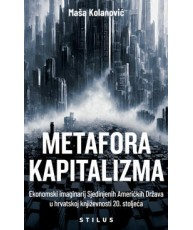 Maša Kolanović
METAFORA
KAPITALIZMA
Ekonomski imaginarij Sjedinjenih Američkih Država
u hrvatskoj književnosti 20. stoljeća
STILUS